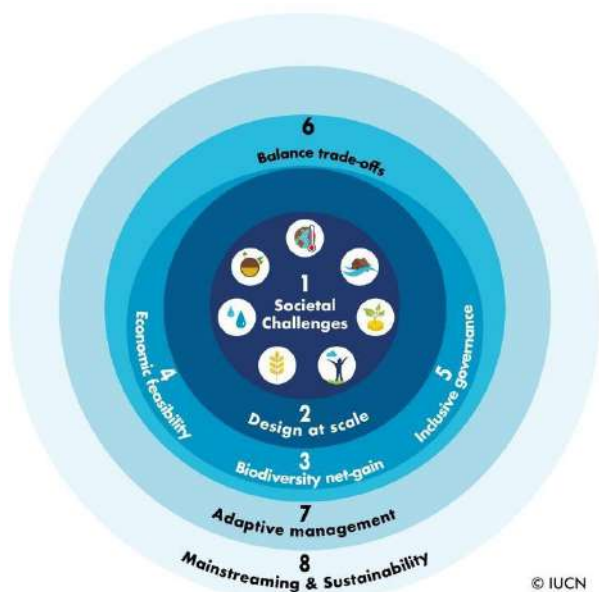 6
Balance trade-offs
1
Societal
Challenges
4
Economic feasibility
5
Inclusive governance
2
Design at scale
3
Biodiversity net-gain
7
Adaptive management
8
Mainstreaming & Sustainability
© IUCN